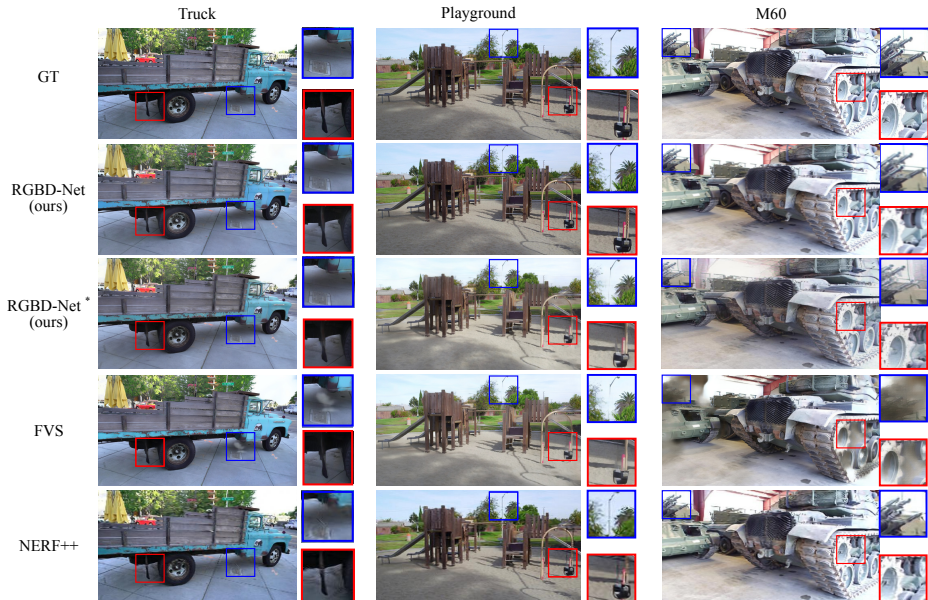 Truck Playground M60
GT
RGBD-Net
(ours)
RGBD-Net *
(ours)
FVS
NERF++